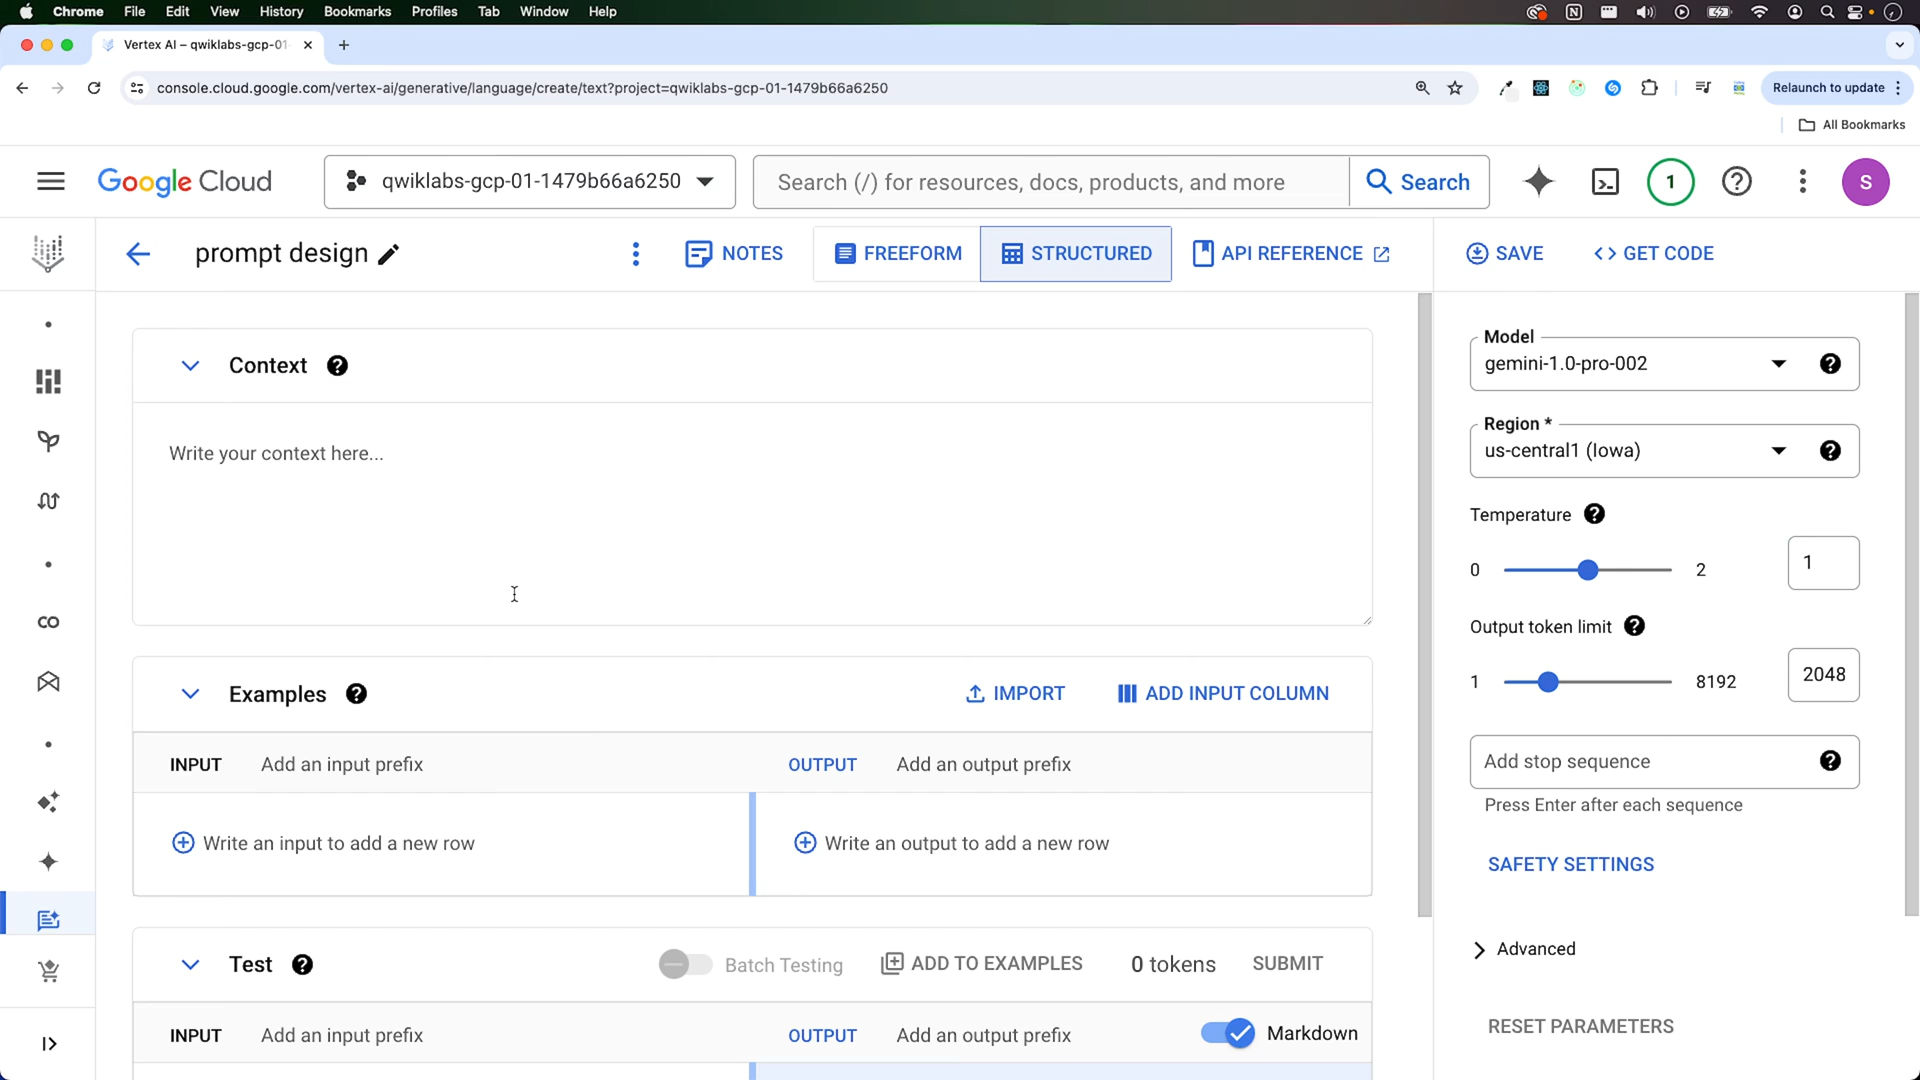 Chrome File Edit View History Bookmarks Profiles Tab Window Help
Vertex AI – qwiklabs-gcp-01-
console.cloud.google.com/vertex-ai/generative/language/create/text?project=qwiklabs-gcp-01-1479b66a6250
Relaunch to update
All Bookmarks
Google Cloud
qwiklabs-gcp-01-1479b66a6250
Search (/) for resources, docs, products, and more
Search
1
S
prompt design
NOTES
FREEFORM
STRUCTURED
API REFERENCE
SAVE
GET CODE
Context
Write your context here...
Examples
IMPORT
ADD INPUT COLUMN
INPUT Add an input prefix
OUTPUT Add an output prefix
Write an input to add a new row
Write an output to add a new row
Test
Batch Testing
ADD TO EXAMPLES
0 tokens
SUBMIT
INPUT Add an input prefix
OUTPUT Add an output prefix
Markdown
Model
gemini-1.0-pro-002
Region *
us-central1 (Iowa)
Temperature
0 2 1
Output token limit
1 8192 2048
Add stop sequence
Press Enter after each sequence
SAFETY SETTINGS
Advanced
RESET PARAMETERS